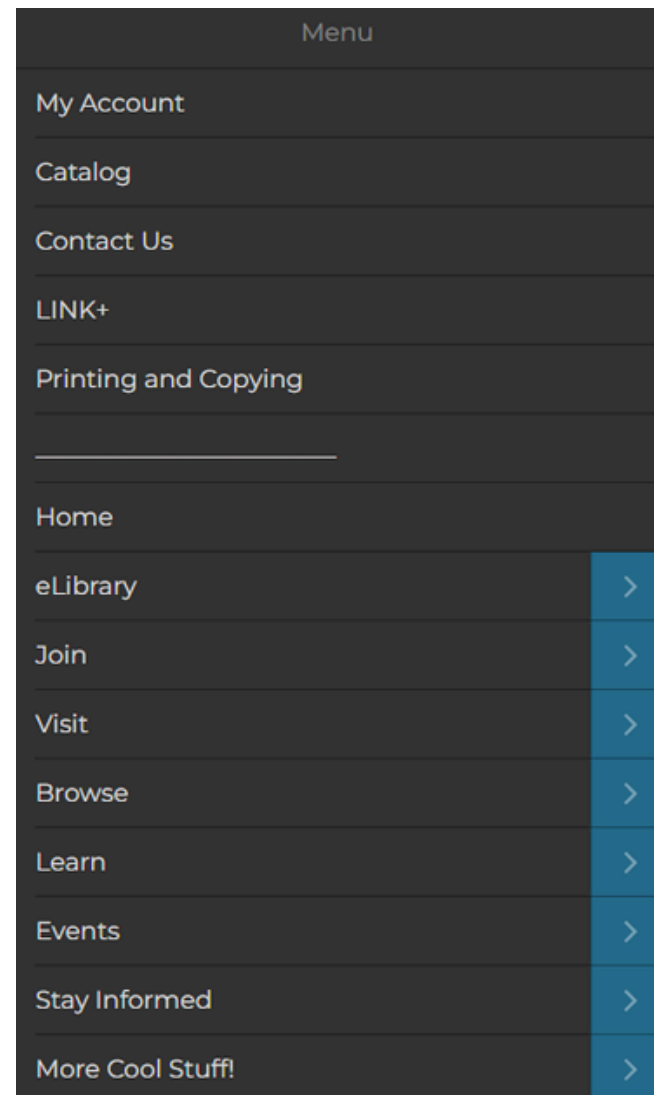 Menu
My Account
Catalog
Contact Us
LINK+
Printing and Copying
______________________
Home
eLibrary
Join
Visit
Browse
Learn
Events
Stay Informed
More Cool Stuff!